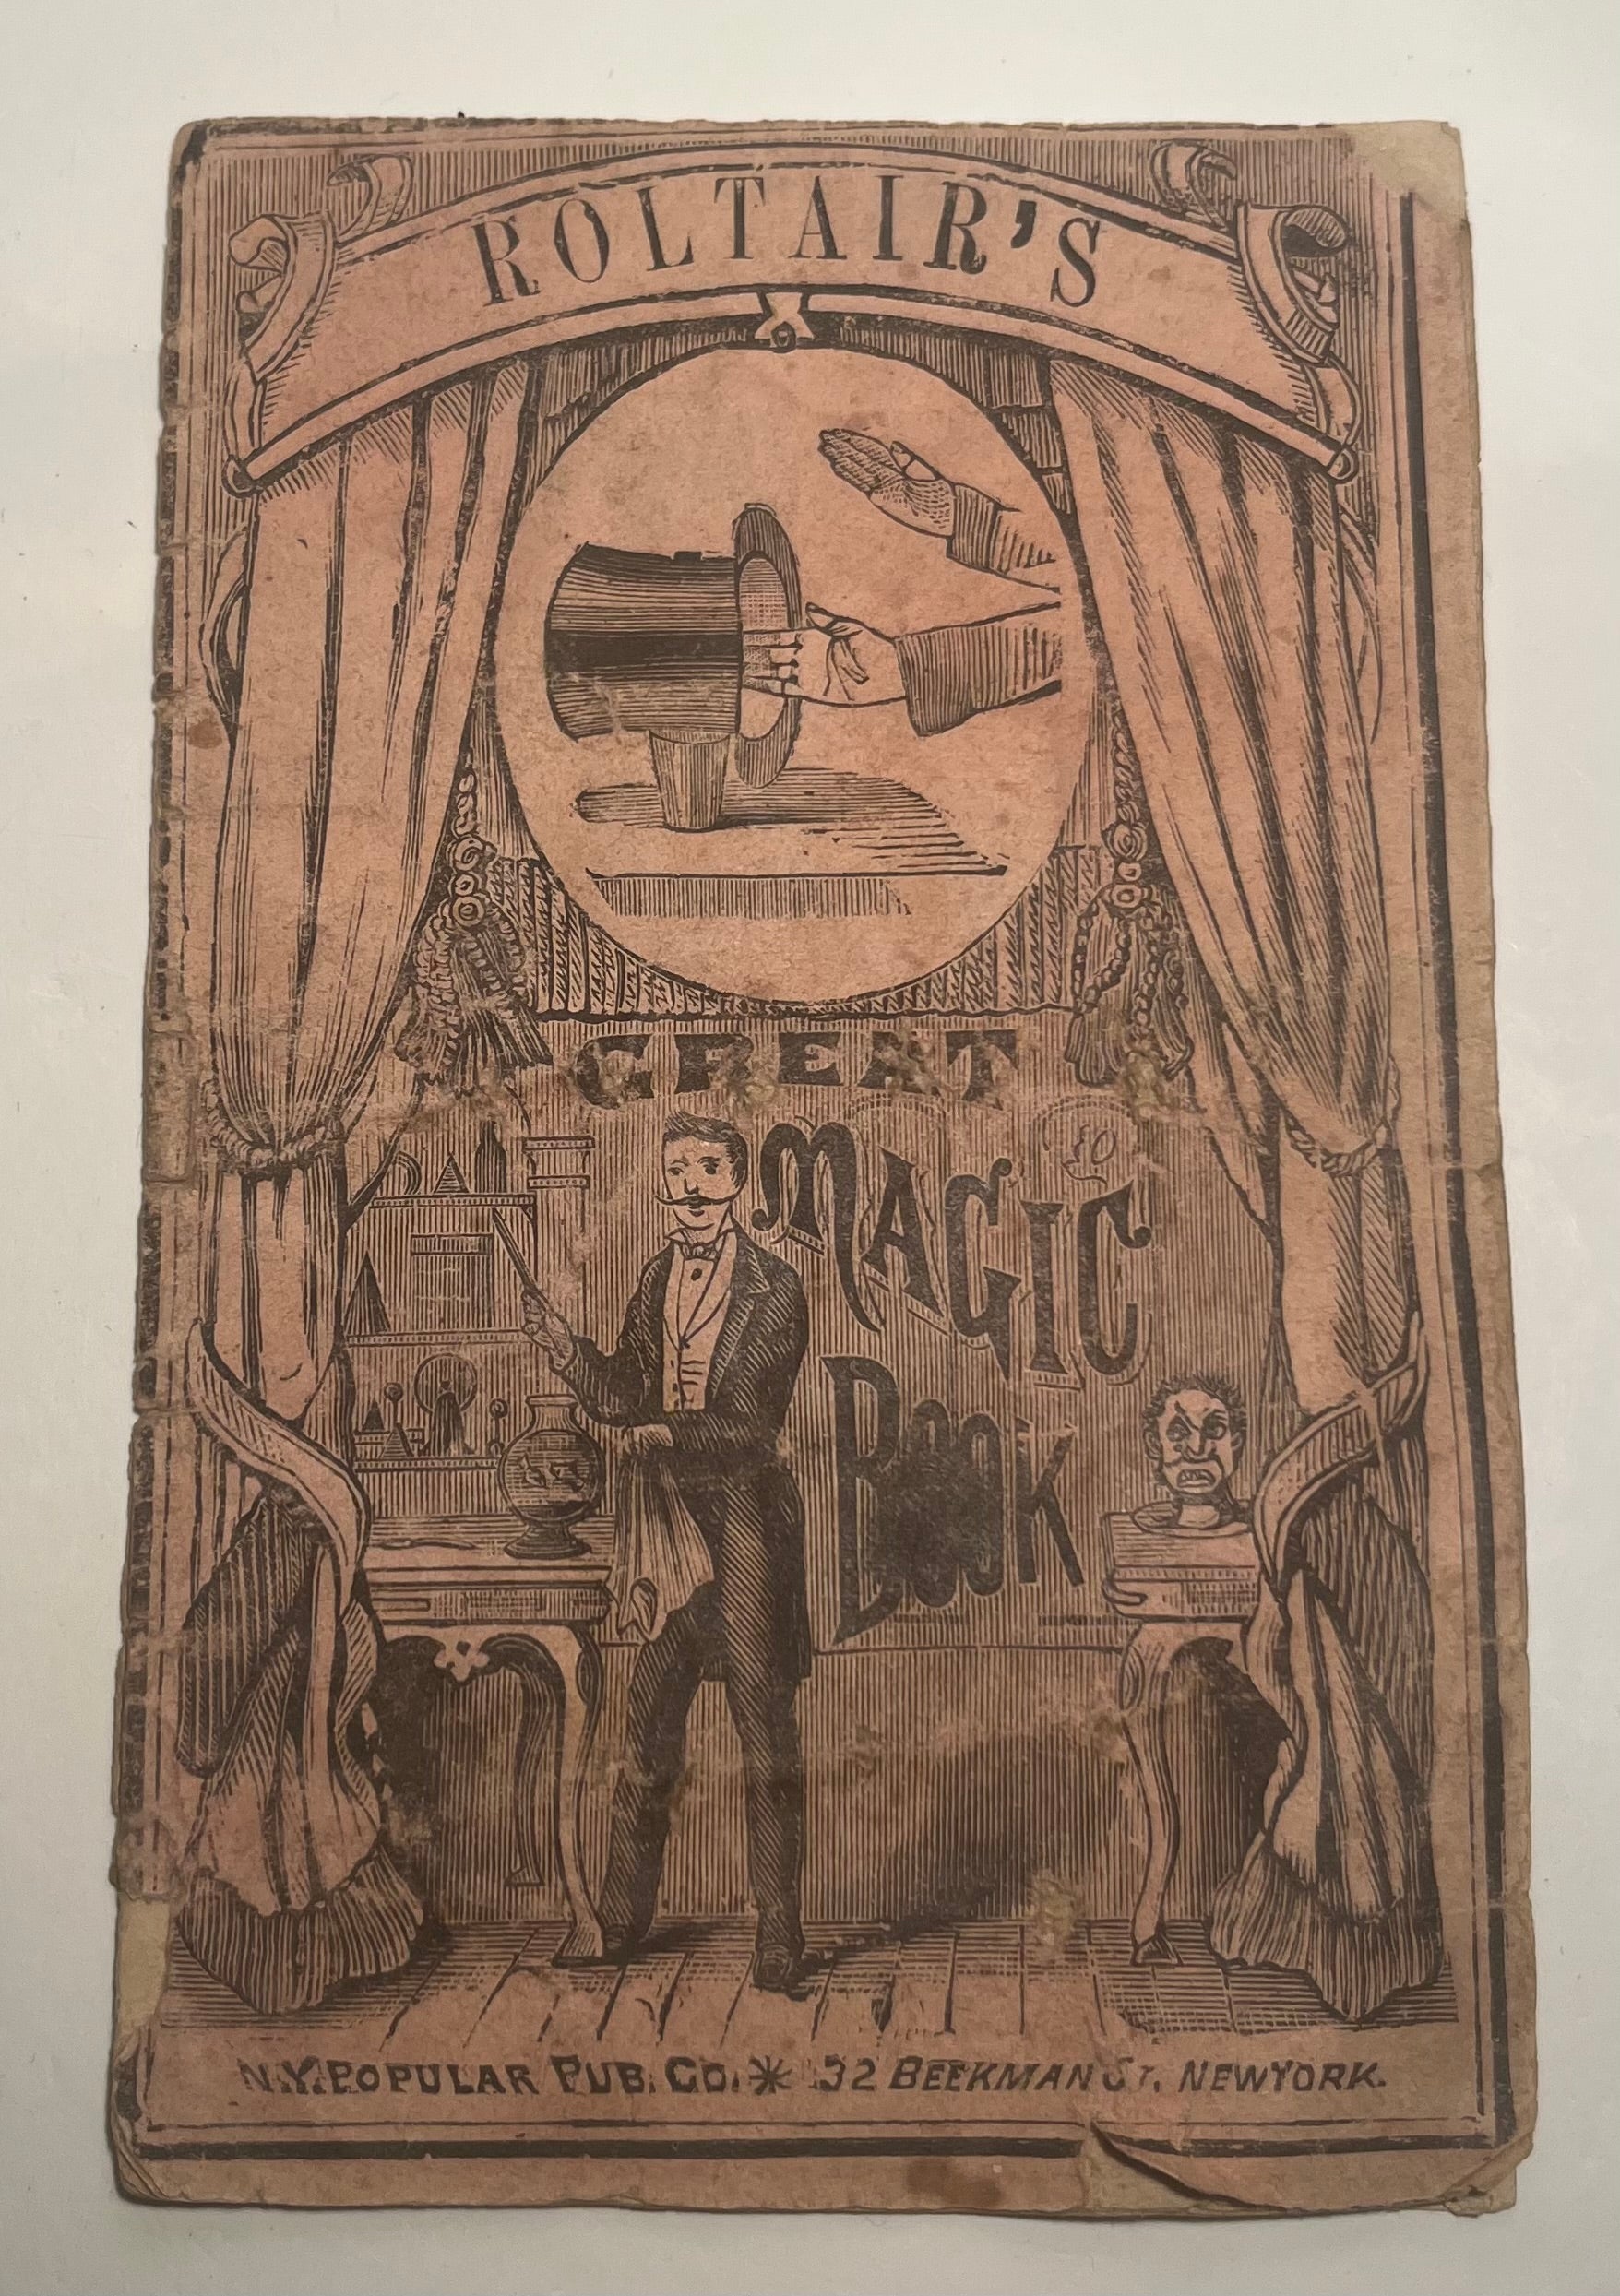 ROLTAIR'S
GREAT
MAGIC
BOOK
N.Y. POPULAR PUB. CO. 32 BEEKMAN ST. NEW YORK.